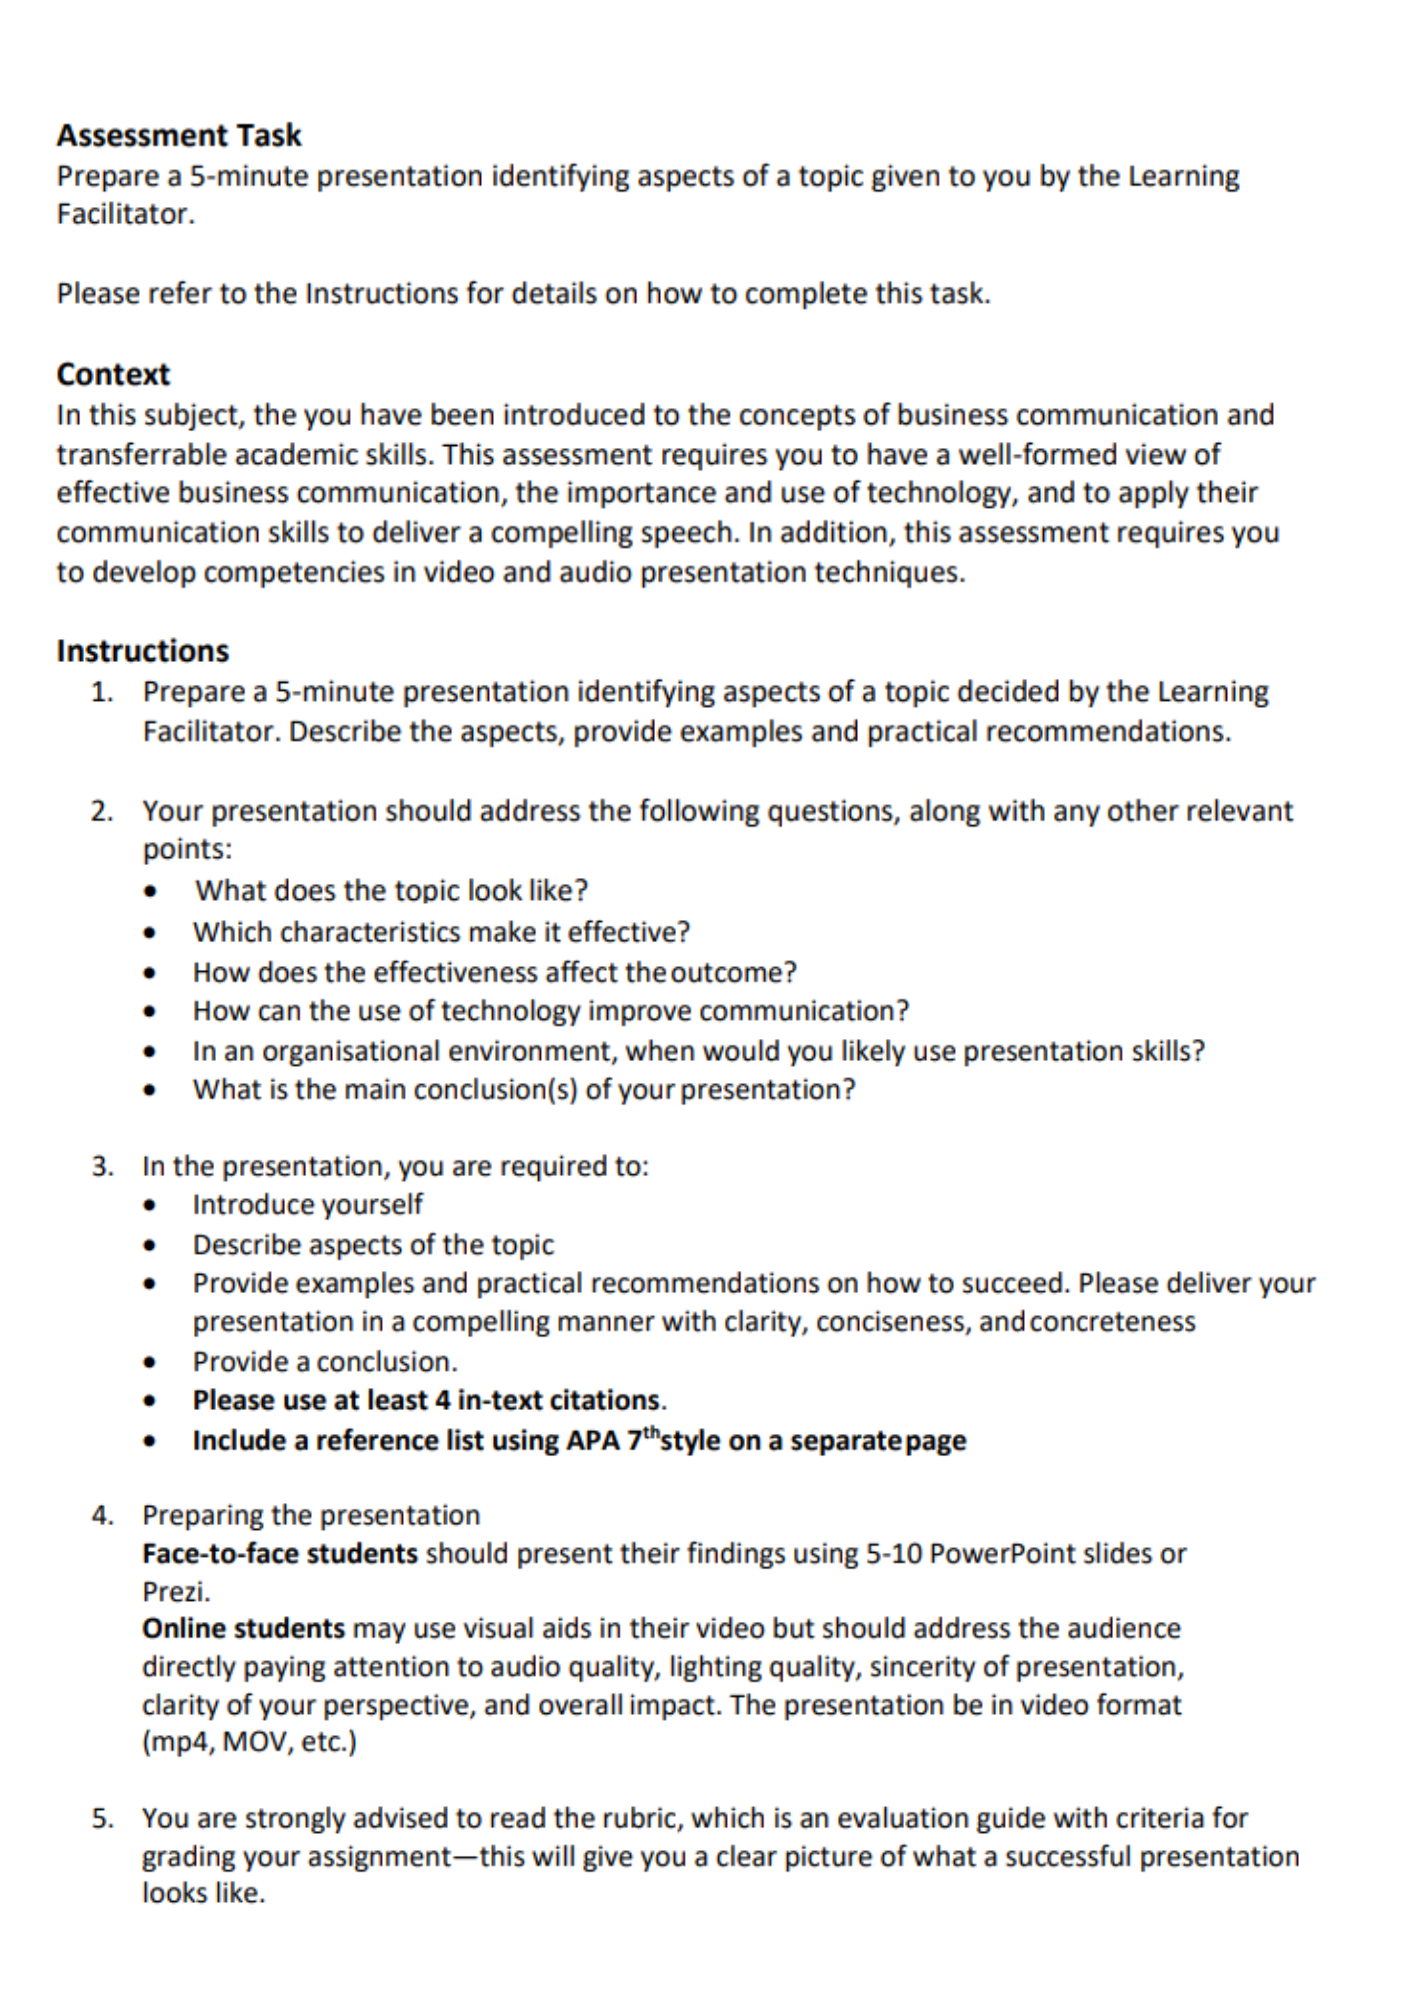 Assessment Task
Prepare a 5-minute presentation identifying aspects of a topic given to you by the Learning
Facilitator.
Please refer to the Instructions for details on how to complete this task.
Context
In this subject, the you have been introduced to the concepts of business communication and
transferrable academic skills. This assessment requires you to have a well-formed view of
effective business communication, the importance and use of technology, and to apply their
communication skills to deliver a compelling speech. In addition, this assessment requires you
to develop competencies in video and audio presentation techniques.
Instructions
1. Prepare a 5-minute presentation identifying aspects of a topic decided by the Learning
Facilitator. Describe the aspects, provide examples and practical recommendations.
2. Your presentation should address the following questions, along with any other relevant
points:
• What does the topic look like?
• Which characteristics make it effective?
• How does the effectiveness affect the outcome?
• How can the use of technology improve communication?
• In an organisational environment, when would you likely use presentation skills?
• What is the main conclusion(s) of your presentation?
3. In the presentation, you are required to:
• Introduce yourself
• Describe aspects of the topic
• Provide examples and practical recommendations on how to succeed. Please deliver your
presentation in a compelling manner with clarity, conciseness, and concreteness
• Provide a conclusion.
• Please use at least 4 in-text citations.
• Include a reference list using APA 7th style on a separate page
4. Preparing the presentation
Face-to-face students should present their findings using 5-10 PowerPoint slides or
Prezi.
Online students may use visual aids in their video but should address the audience
directly paying attention to audio quality, lighting quality, sincerity of presentation,
clarity of your perspective, and overall impact. The presentation be in video format
(mp4, MOV, etc.)
5. You are strongly advised to read the rubric, which is an evaluation guide with criteria for
grading your assignment—this will give you a clear picture of what a successful presentation
looks like.